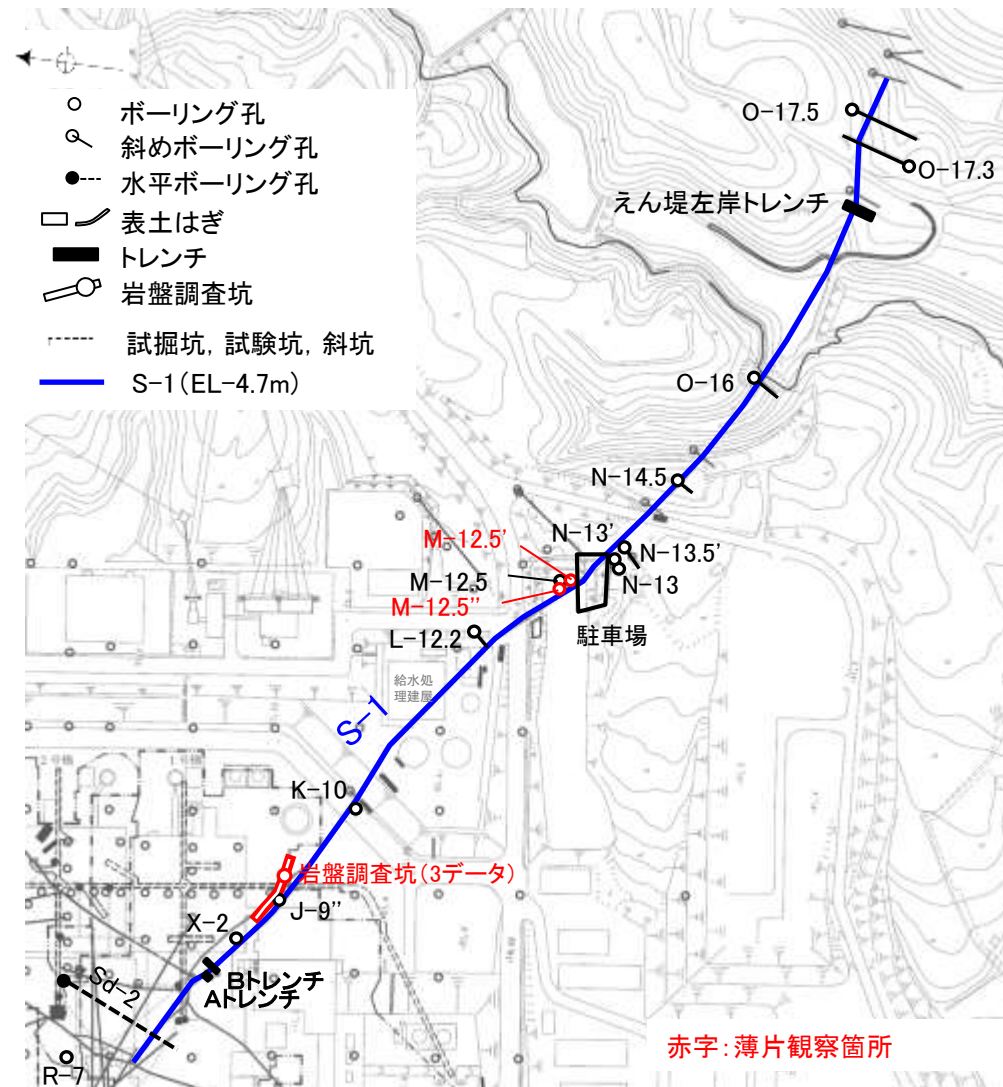 ボーリング孔
斜めボーリング孔
水平ボーリング孔
表土はぎ
トレンチ
岩盤調査坑
試掘坑, 試験坑, 斜坑
S-1(EL-4.7m)
O-17.5
O-17.3
えん堤左岸トレンチ
O-16
N-14.5
N-13'
N-13.5'
N-13
M-12.5'
M-12.5
M-12.5''
駐車場
L-12.2
給水処
理建屋
S-1
K-10
岩盤調査坑(3データ)
J-9''
X-2
Bトレンチ
Aトレンチ
Sd-2
R-7
赤字:薄片観察箇所